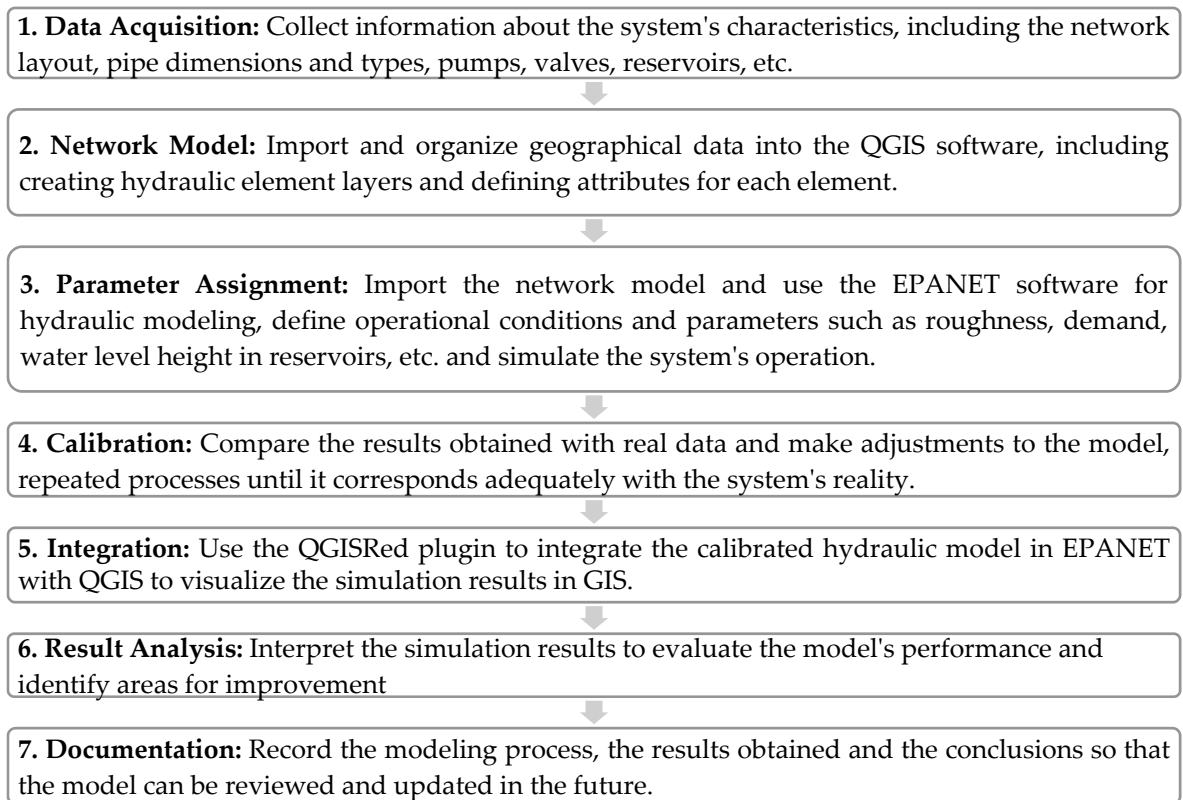 1. Data Acquisition: Collect information about the system's characteristics, including the network
layout, pipe dimensions and types, pumps, valves, reservoirs, etc.
2. Network Model: Import and organize geographical data into the QGIS software, including
creating hydraulic element layers and defining attributes for each element.
3. Parameter Assignment: Import the network model and use the EPANET software for
hydraulic modeling, define operational conditions and parameters such as roughness, demand,
water level height in reservoirs, etc. and simulate the system's operation.
4. Calibration: Compare the results obtained with real data and make adjustments to the model,
repeated processes until it corresponds adequately with the system's reality.
5. Integration: Use the QGISRed plugin to integrate the calibrated hydraulic model in EPANET
with QGIS to visualize the simulation results in GIS.
6. Result Analysis: Interpret the simulation results to evaluate the model's performance and
identify areas for improvement
7. Documentation: Record the modeling process, the results obtained and the conclusions so that
the model can be reviewed and updated in the future.